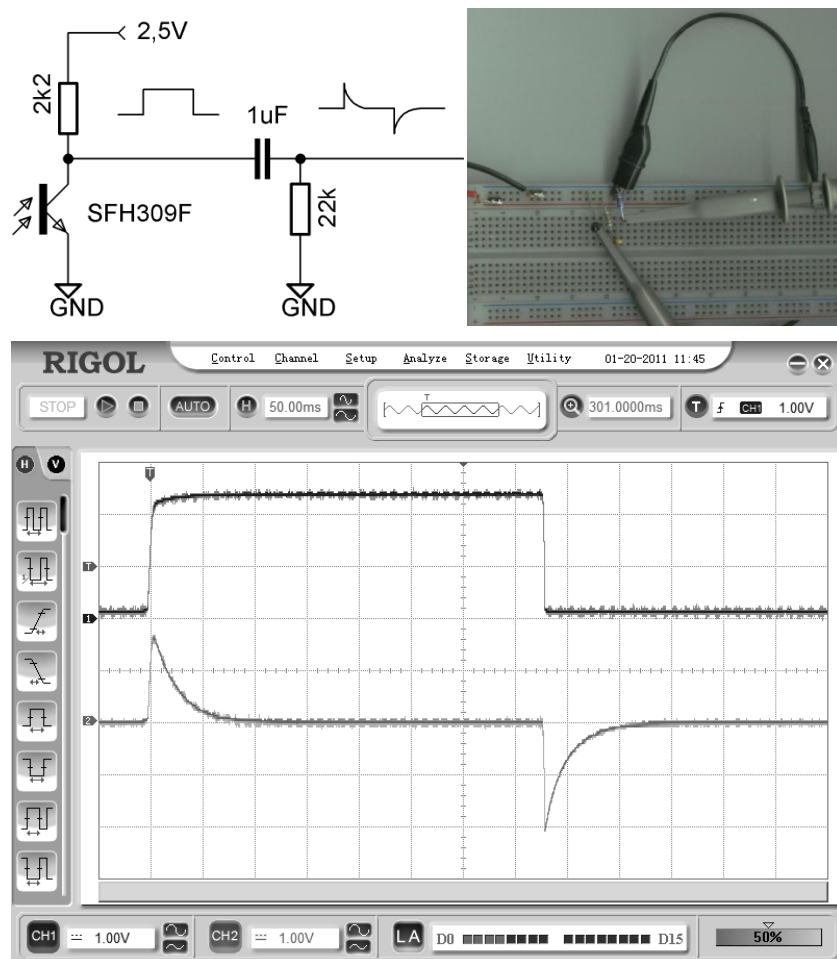 2,5V
2k2
1uF
SFH309F
22k
GND
GND
RIGOL
Control Channel Setup Analyze Storage Utility 01-20-2011 11:45
STOP AUTO H 50.00ms T 301.0000ms T CH1 1.00V
H V
T
T
1
2
CH1 1.00V CH2 1.00V LA D0 D15 50%